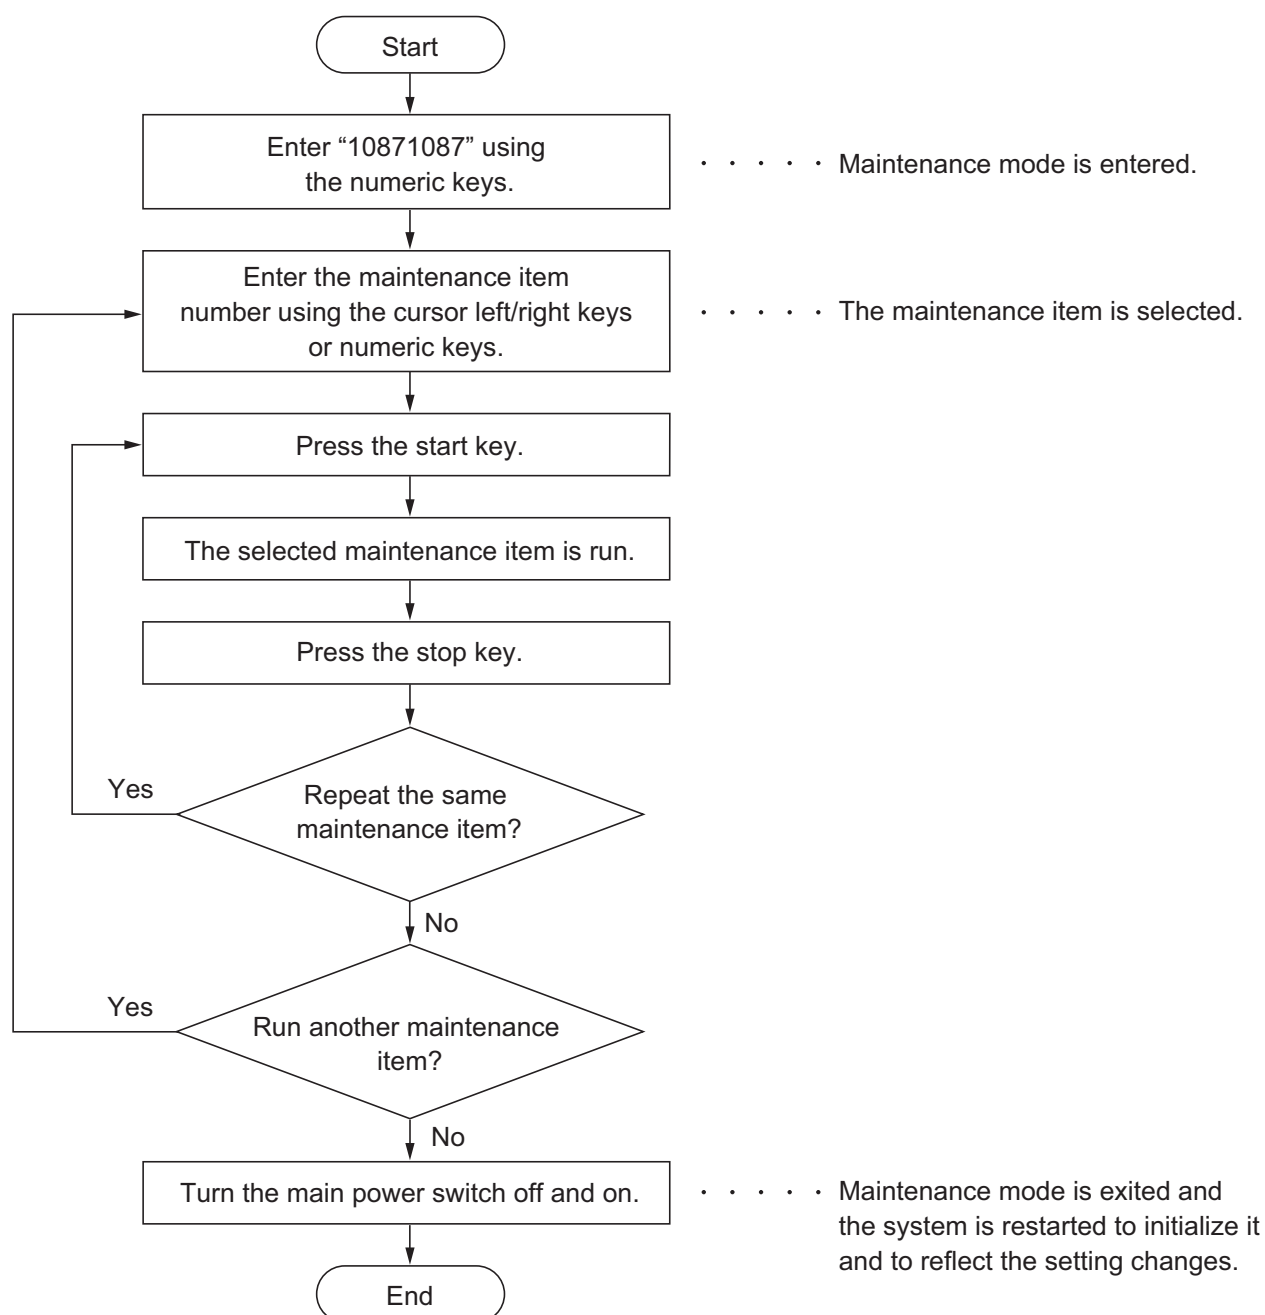 Start
Enter “10871087” using
the numeric keys.
· · · · · Maintenance mode is entered.
Enter the maintenance item
number using the cursor left/right keys
or numeric keys.
· · · · · The maintenance item is selected.
Press the start key.
The selected maintenance item is run.
Press the stop key.
Yes
Repeat the same
maintenance item?
No
Yes
Run another maintenance
item?
No
Turn the main power switch off and on.
· · · · · Maintenance mode is exited and
the system is restarted to initialize it
and to reflect the setting changes.
End